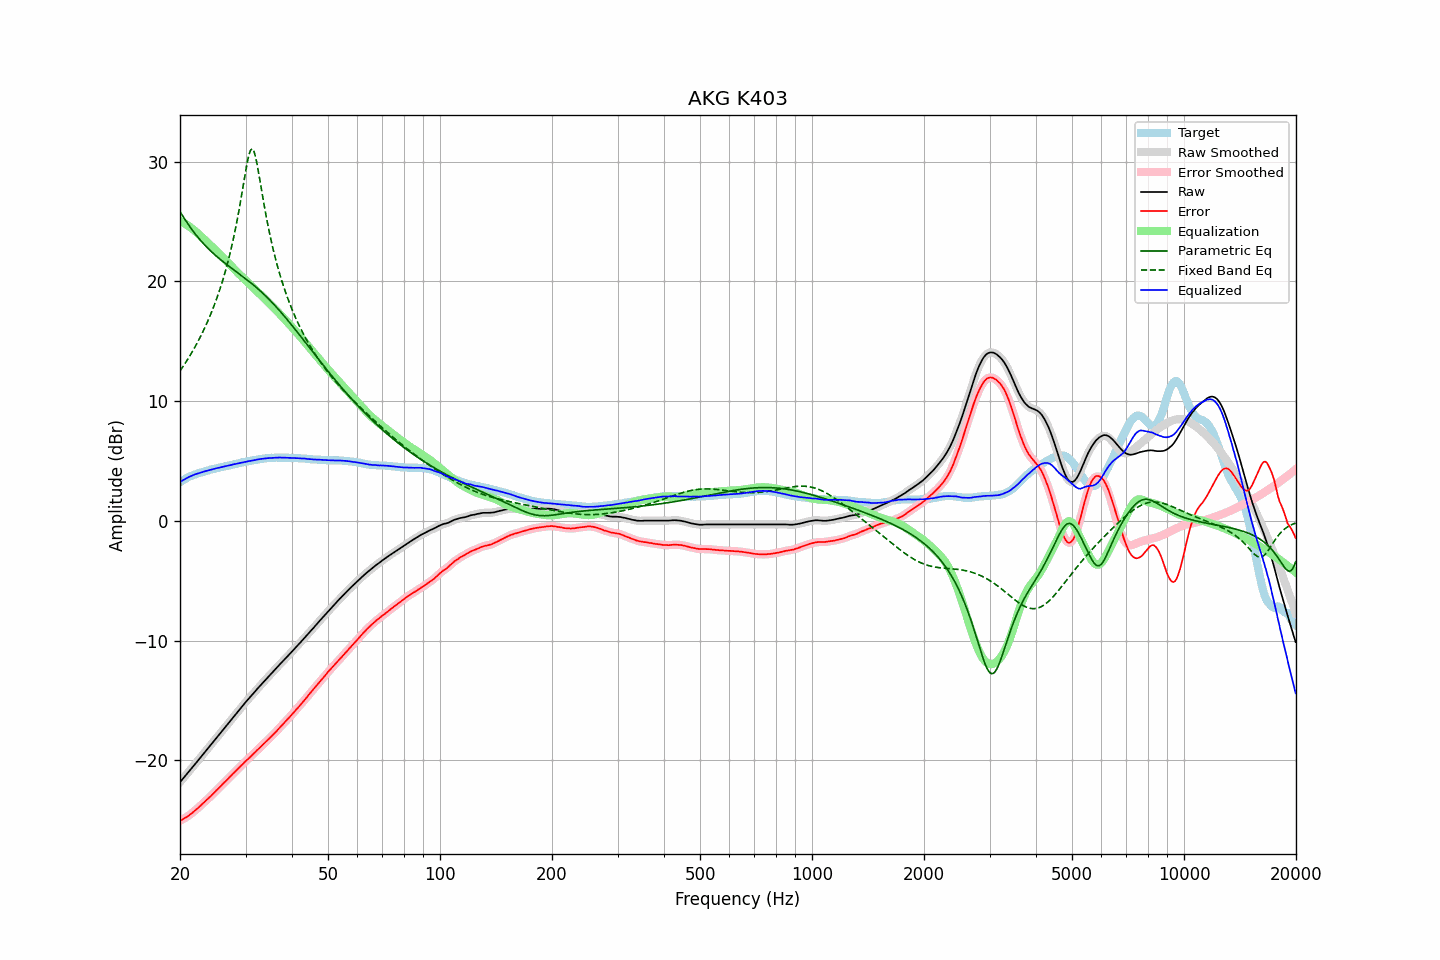 AKG K403
Target
Raw Smoothed
Error Smoothed
Raw
Error
Equalization
Parametric Eq
Fixed Band Eq
Equalized
30
20
10
0
−10
−20
Amplitude (dBr)
20 50 100 200 500 1000 2000 5000 10000 20000
Frequency (Hz)